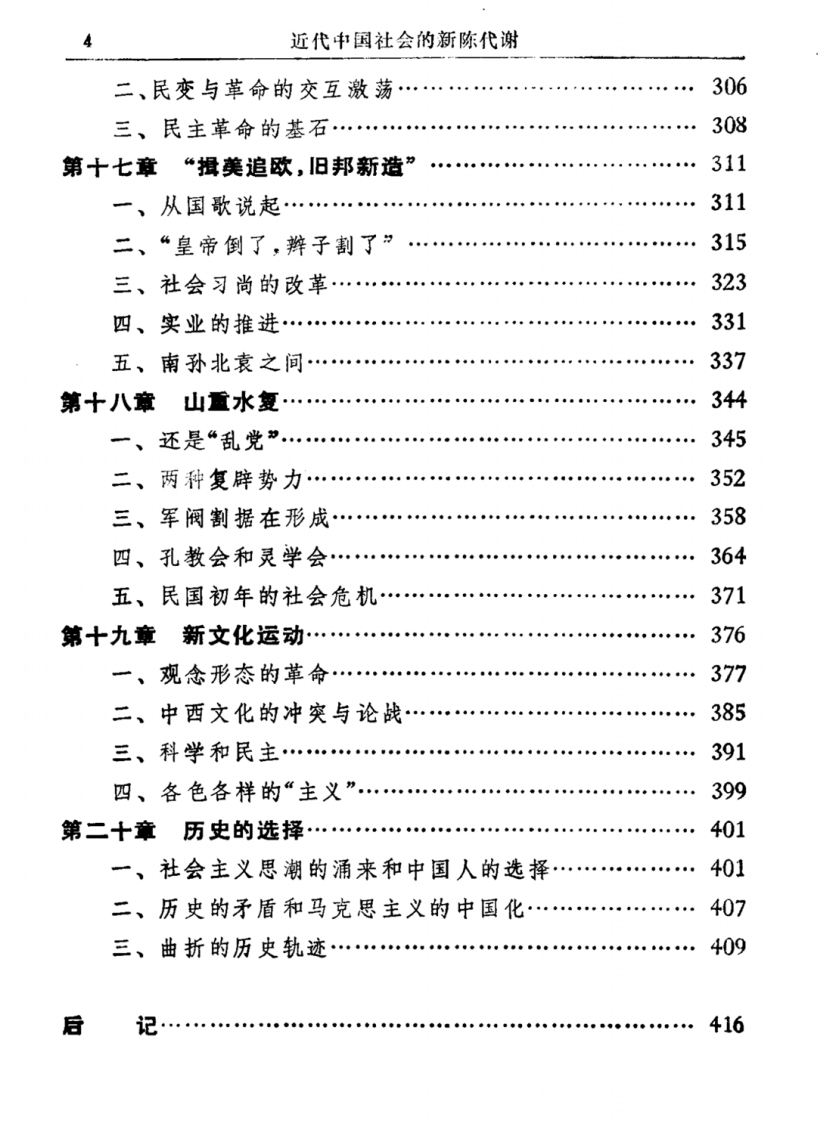 4 近代中国社会的新陈代谢
二、民变与革命的交互激荡…………………………… 306
三、民主革命的基石…………………………… 308
第十七章 “揖美追欧，旧邦新造”…………………………… 311
一、从国歌说起…………………………… 311
二、“皇帝倒了，辫子割了”…………………………… 315
三、社会习尚的改革…………………………… 323
四、实业的推进…………………………… 331
五、南孙北袁之间…………………………… 337
第十八章 山重水复…………………………… 344
一、还是“乱党”…………………………… 345
二、两种复辟势力…………………………… 352
三、军阀割据在形成…………………………… 358
四、孔教会和灵学会…………………………… 364
五、民国初年的社会危机…………………………… 371
第十九章 新文化运动…………………………… 376
一、观念形态的革命…………………………… 377
二、中西文化的冲突与论战…………………………… 385
三、科学和民主…………………………… 391
四、各色各样的“主义”…………………………… 399
第二十章 历史的选择…………………………… 401
一、社会主义思潮的涌来和中国人的选择……………… 401
二、历史的矛盾和马克思主义的中国化……………… 407
三、曲折的历史轨迹…………………………… 409
后 记…………………………… 416